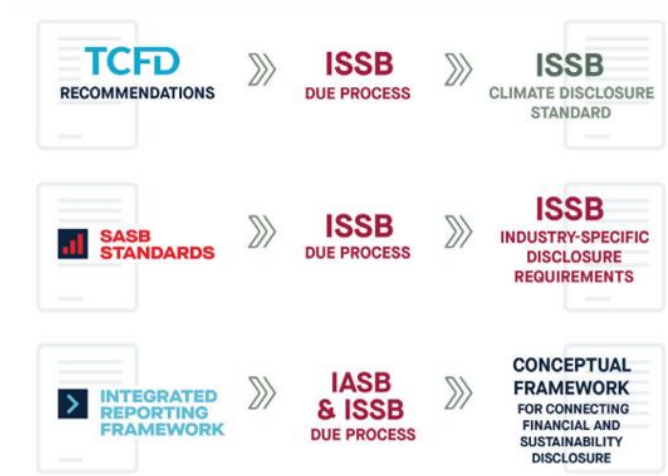 TCFD
RECOMMENDATIONS
ISSB
DUE PROCESS
ISSB
CLIMATE DISCLOSURE
STANDARD
SASB
STANDARDS
ISSB
DUE PROCESS
ISSB
INDUSTRY-SPECIFIC
DISCLOSURE
REQUIREMENTS
INTEGRATED
REPORTING
FRAMEWORK
IASB
& ISSB
DUE PROCESS
CONCEPTUAL
FRAMEWORK
FOR CONNECTING
FINANCIAL AND
SUSTAINABILITY
DISCLOSURE